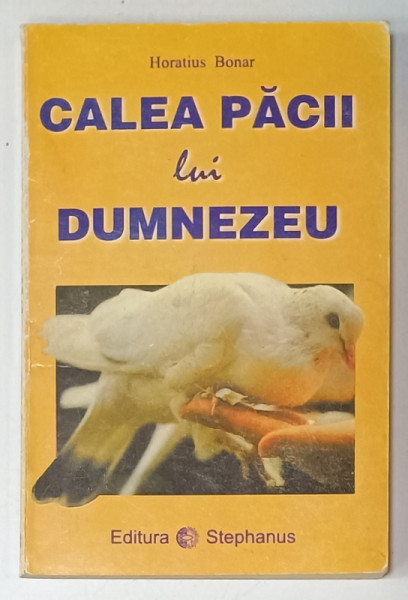 Horatius Bonar
CALEA PĂCII
lui
DUMNEZEU
Editura Stephanus